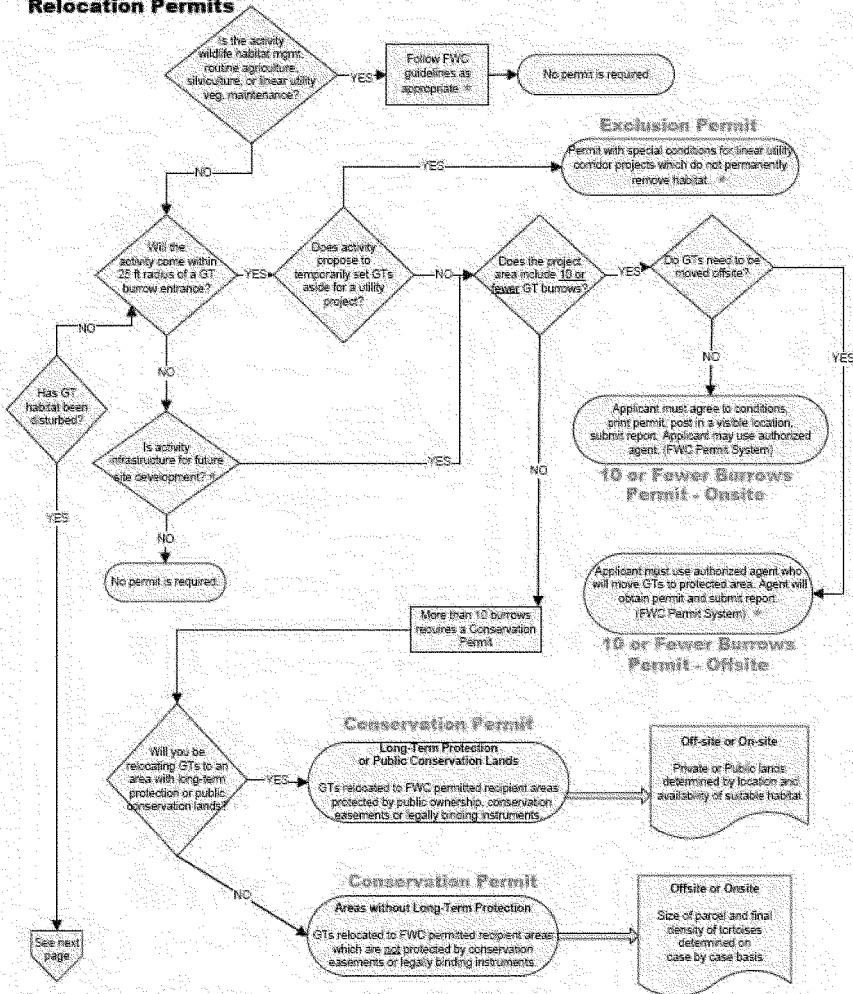 Relocation Permits
Is the activity
wildlife habitat mgmt.
routine agriculture,
silviculture, or linear utility
veg. maintenance?
YES
Follow FWC
guidelines as
appropriate *
No permit is required.
NO
Exclusion Permit
Permit with special conditions for linear utility
corridor projects which do not permanently
remove habitat. *
YES
Will the
activity come within
25 ft radius of a GT
burrow entrance?
YES
Does activity
propose to
temporarily set GTs
aside for a utility
project?
NO
Does the project
area include 10 or
fewer GT burrows?
YES
Do GTs need to be
moved offsite?
NO
YES
NO
Has GT
habitat been
disturbed?
NO
Is activity
infrastructure for future
site development? *
YES
NO
Applicant must agree to conditions,
print permit, post in a visible location,
submit report. Applicant may use authorized
agent. (FWC Permit System)
10 or Fewer Burrows
Permit - Onsite
YES
NO
No permit is required.
Applicant must use authorized agent who
will move GTs to protected area. Agent will
obtain permit and submit report.
(FWC Permit System) *
10 or Fewer Burrows
Permit - Offsite
More than 10 burrows
requires a Conservation
Permit
Will you be
relocating GTs to an
area with long-term
protection or public
conservation lands?
YES
Conservation Permit
Long-Term Protection
or Public Conservation Lands
GTs relocated to FWC permitted recipient areas
protected by public ownership, conservation
easements or legally binding instruments.
Off-site or On-site
Private or Public lands
determined by location and
availability of suitable habitat.
NO
Conservation Permit
Areas without Long-Term Protection
GTs relocated to FWC permitted recipient areas
which are not protected by conservation
easements or legally binding instruments.
Offsite or Onsite
Size of parcel and final
density of tortoises
determined on
case by case basis.
See next
page